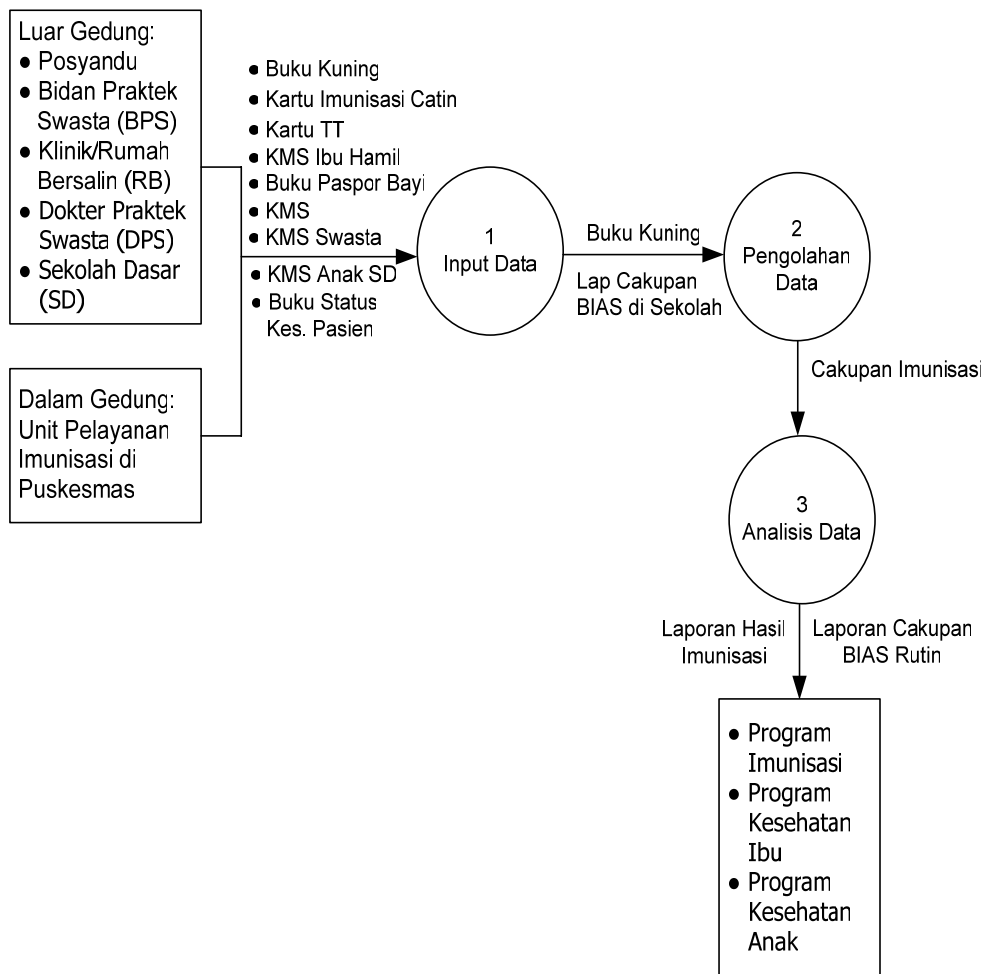 Luar Gedung:
● Posyandu
● Bidan Praktek
Swasta (BPS)
● Klinik/Rumah
Bersalin (RB)
● Dokter Praktek
Swasta (DPS)
● Sekolah Dasar
(SD)
Dalam Gedung:
Unit Pelayanan
Imunisasi di
Puskesmas
● Buku Kuning
● Kartu Imunisasi Catin
● Kartu TT
● KMS Ibu Hamil
● Buku Paspor Bayi
● KMS
● KMS Swasta
● KMS Anak SD
● Buku Status
Kes. Pasien
1
Input Data
Buku Kuning
Lap Cakupan
BIAS di Sekolah
2
Pengolahan
Data
Cakupan Imunisasi
3
Analisis Data
Laporan Hasil
Imunisasi
Laporan Cakupan
BIAS Rutin
● Program
Imunisasi
● Program
Kesehatan
Ibu
● Program
Kesehatan
Anak